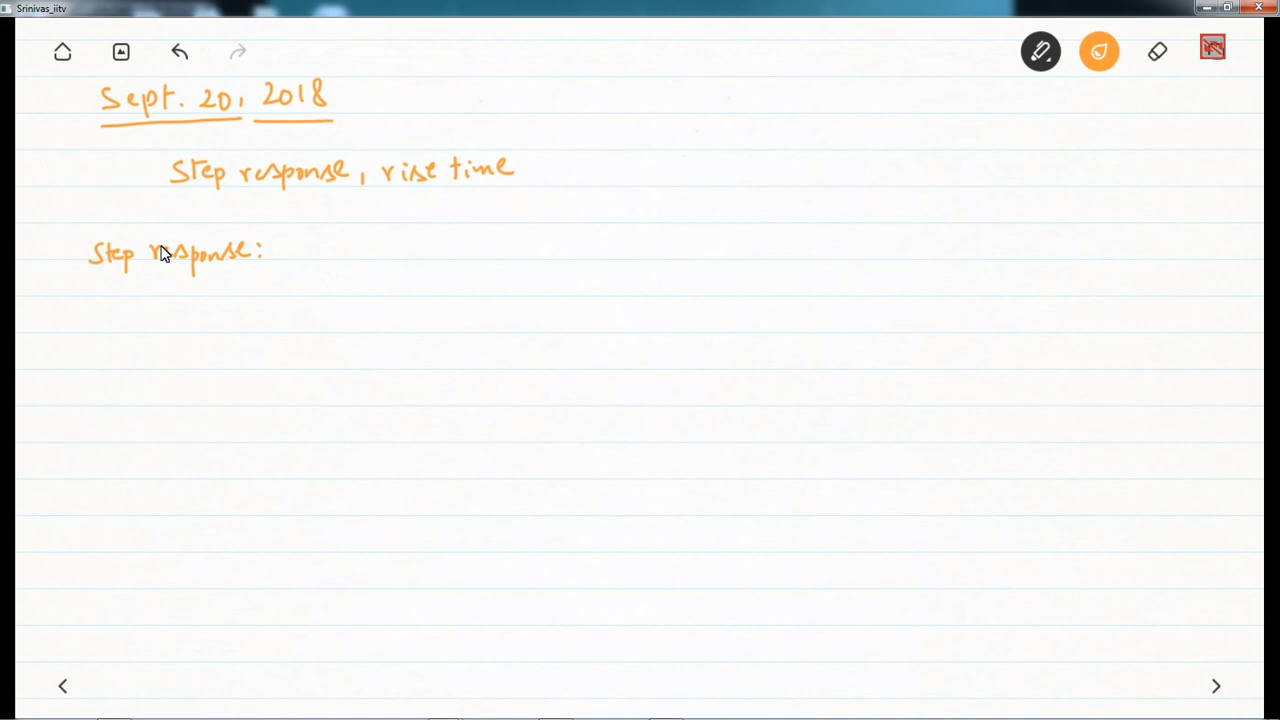 Srinivas_iitv
Sept. 20, 2018
Step response, rise time
Step response: